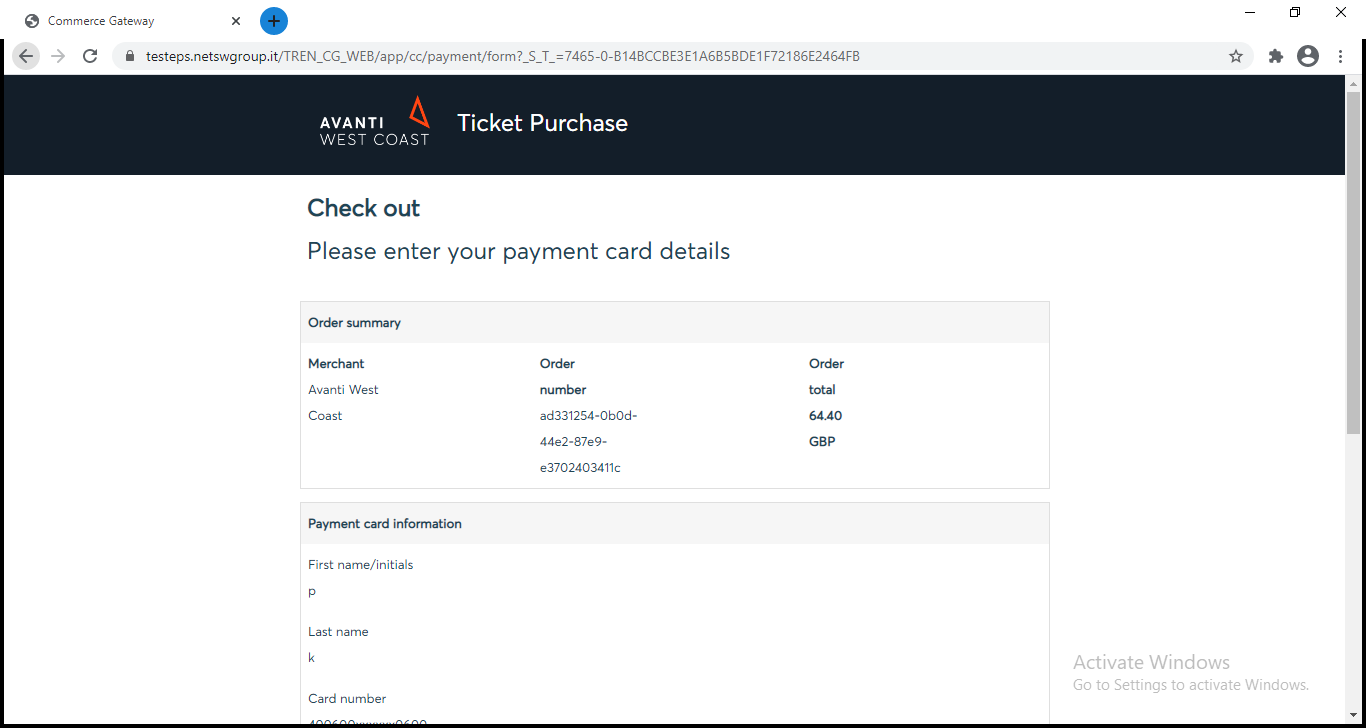 Commerce Gateway
testeps.netswgroup.it/TREN_CG_WEB/app/cc/payment/form?_S_T_=7465-0-B14BCCBE3E1A6B5BDE1F72186E2464FB
AVANTI
WEST COAST
Ticket Purchase
Check out
Please enter your payment card details
Order summary
Merchant
Avanti West
Coast
Order
number
ad331254-0b0d-
44e2-87e9-
e3702403411c
Order
total
64.40
GBP
Payment card information
First name/initials
p
Last name
k
Card number
400600xxxxxx0600
Activate Windows
Go to Settings to activate Windows.